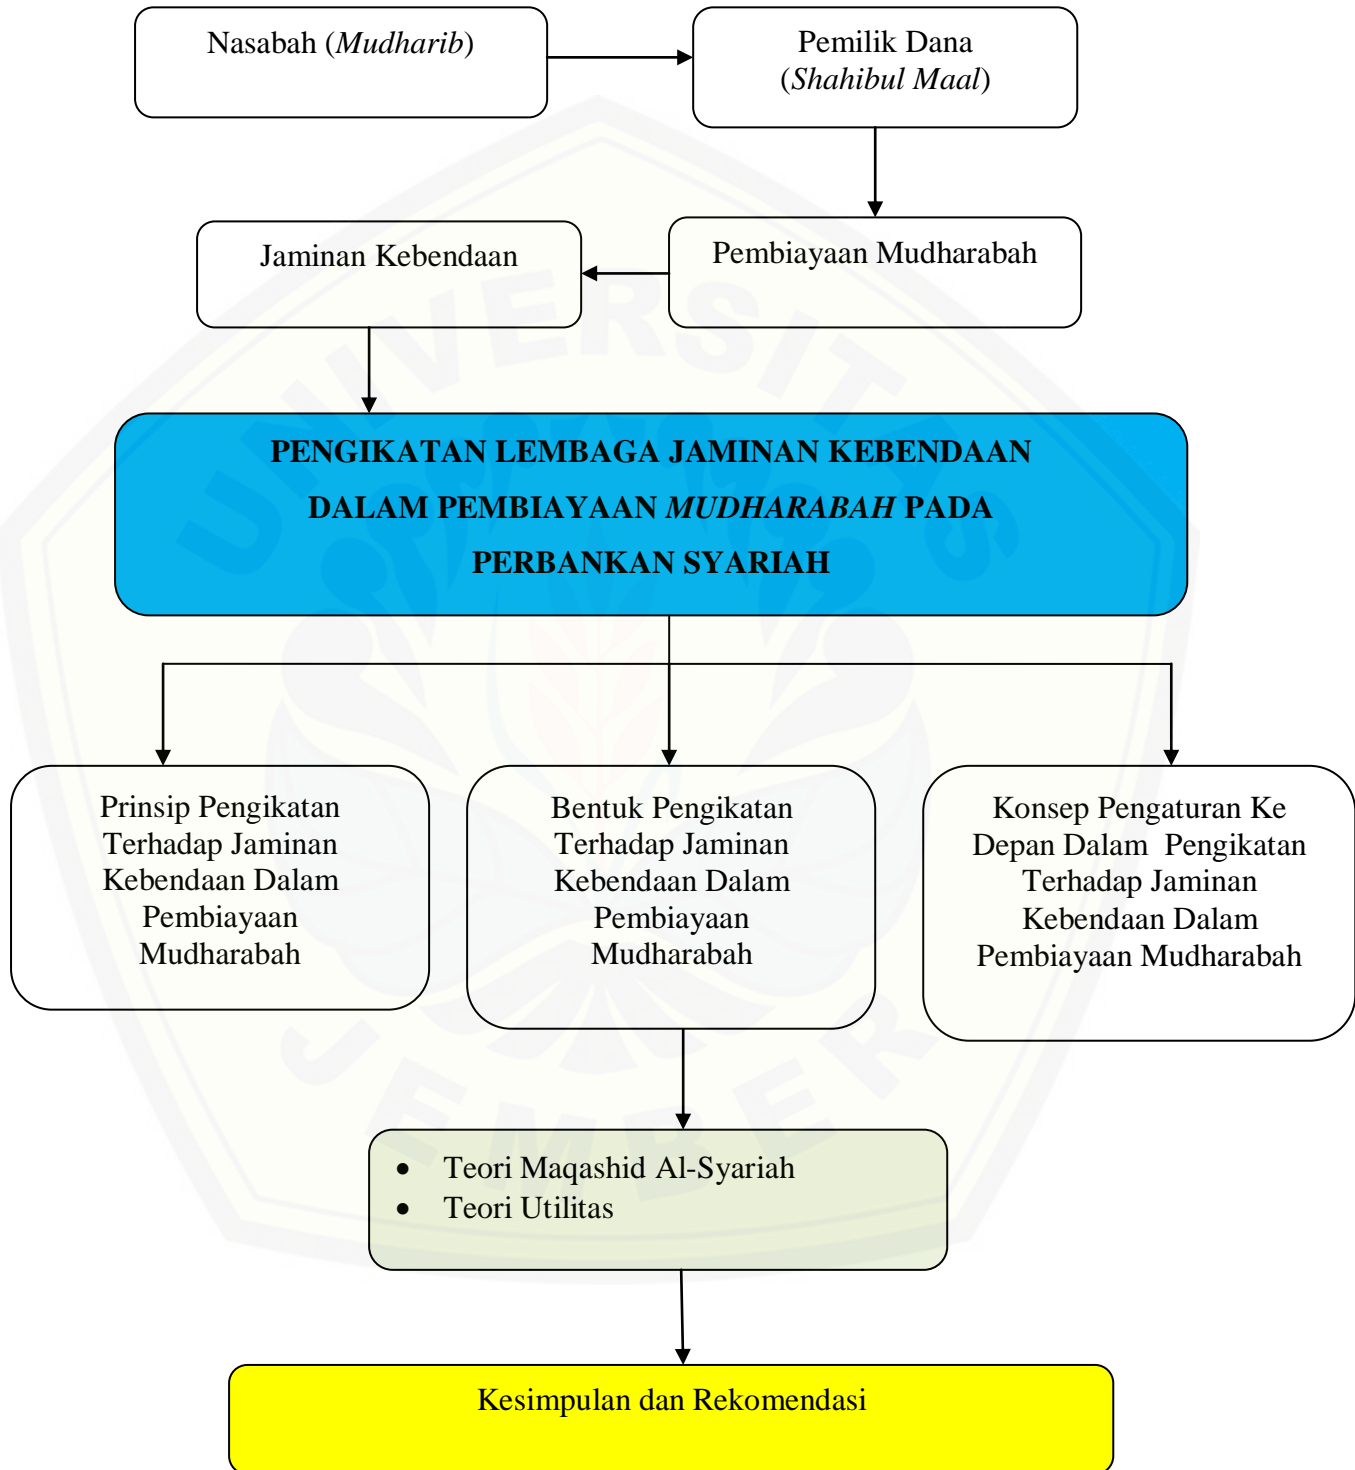 Nasabah (Mudharib)
Pemilik Dana
(Shahibul Maal)
Jaminan Kebendaan
Pembiayaan Mudharabah
PENGIKATAN LEMBAGA JAMINAN KEBENDAAN
DALAM PEMBIAYAAN MUDHARABAH PADA
PERBANKAN SYARIAH
Prinsip Pengikatan
Terhadap Jaminan
Kebendaan Dalam
Pembiayaan
Mudharabah
Bentuk Pengikatan
Terhadap Jaminan
Kebendaan Dalam
Pembiayaan
Mudharabah
Konsep Pengaturan Ke
Depan Dalam Pengikatan
Terhadap Jaminan
Kebendaan Dalam
Pembiayaan Mudharabah
• Teori Maqashid Al-Syariah
• Teori Utilitas
Kesimpulan dan Rekomendasi
UNIVERSITAS
JEMBER